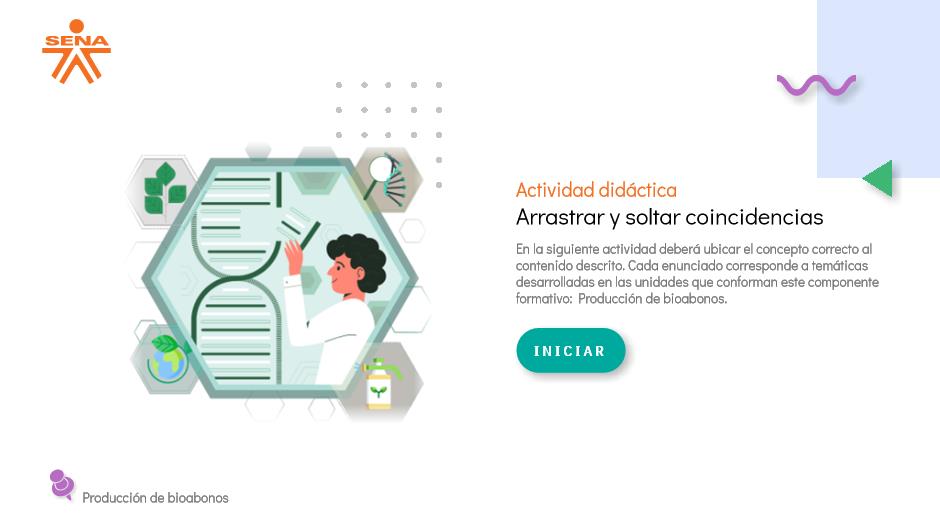 SENA
Actividad didáctica
Arrastrar y soltar coincidencias
En la siguiente actividad deberá ubicar el concepto correcto al
contenido descrito. Cada enunciado corresponde a temáticas
desarrolladas en las unidades que conforman este componente
formativo: Producción de bioabonos.
INICIAR
Producción de bioabonos